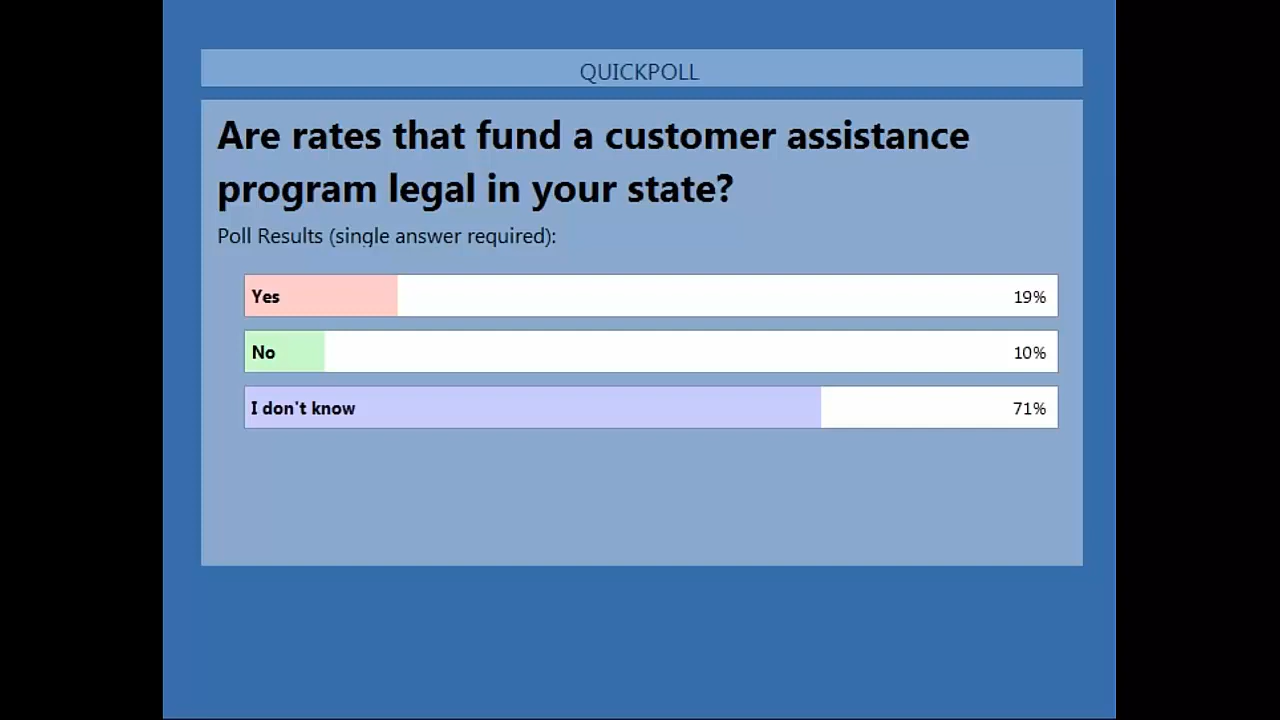 QUICKPOLL
Are rates that fund a customer assistance
program legal in your state?
Poll Results (single answer required):
Yes 19%
No 10%
I don't know 71%